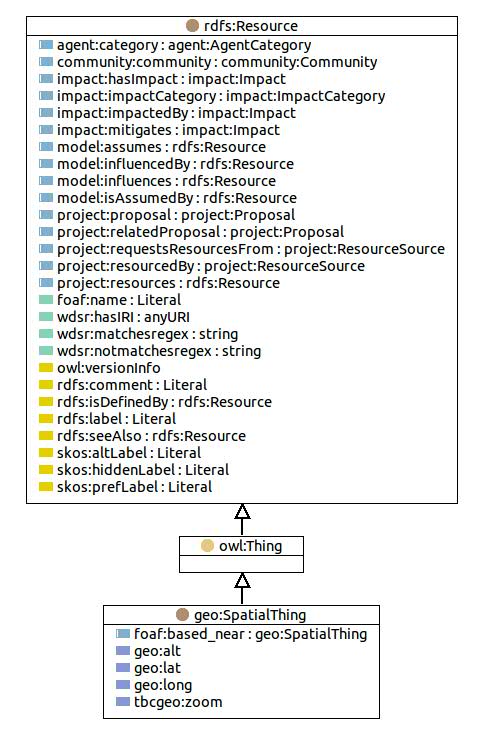 rdfs:Resource
agent:category : agent:AgentCategory
community:community : community:Community
impact:hasImpact : impact:Impact
impact:impactCategory : impact:ImpactCategory
impact:impactedBy : impact:Impact
impact:mitigates : impact:Impact
model:assumes : rdfs:Resource
model:influencedBy : rdfs:Resource
model:influences : rdfs:Resource
model:isAssumedBy : rdfs:Resource
project:proposal : project:Proposal
project:relatedProposal : project:Proposal
project:requestsResourcesFrom : project:ResourceSource
project:resourcedBy : project:ResourceSource
project:resources : rdfs:Resource
foaf:name : Literal
wdsr:hasIRI : anyURI
wdsr:matchesregex : string
wdsr:notmatchesregex : string
owl:versionInfo
rdfs:comment : Literal
rdfs:isDefinedBy : rdfs:Resource
rdfs:label : Literal
rdfs:seeAlso : rdfs:Resource
skos:altLabel : Literal
skos:hiddenLabel : Literal
skos:prefLabel : Literal
owl:Thing
geo:SpatialThing
foaf:based_near : geo:SpatialThing
geo:alt
geo:lat
geo:long
tbcgeo:zoom